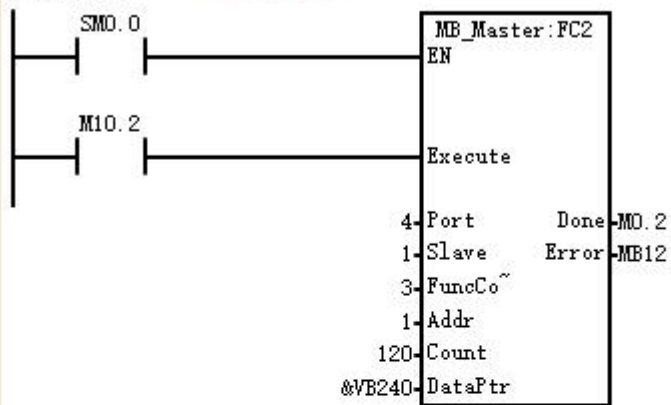 SM0.0
MB_Master:FC2
EN
M10.2
Execute
4 Port Done M0.2
1 Slave Error MB12
3 FuncCo~
1 Addr
120 Count
&VB240 DataPtr